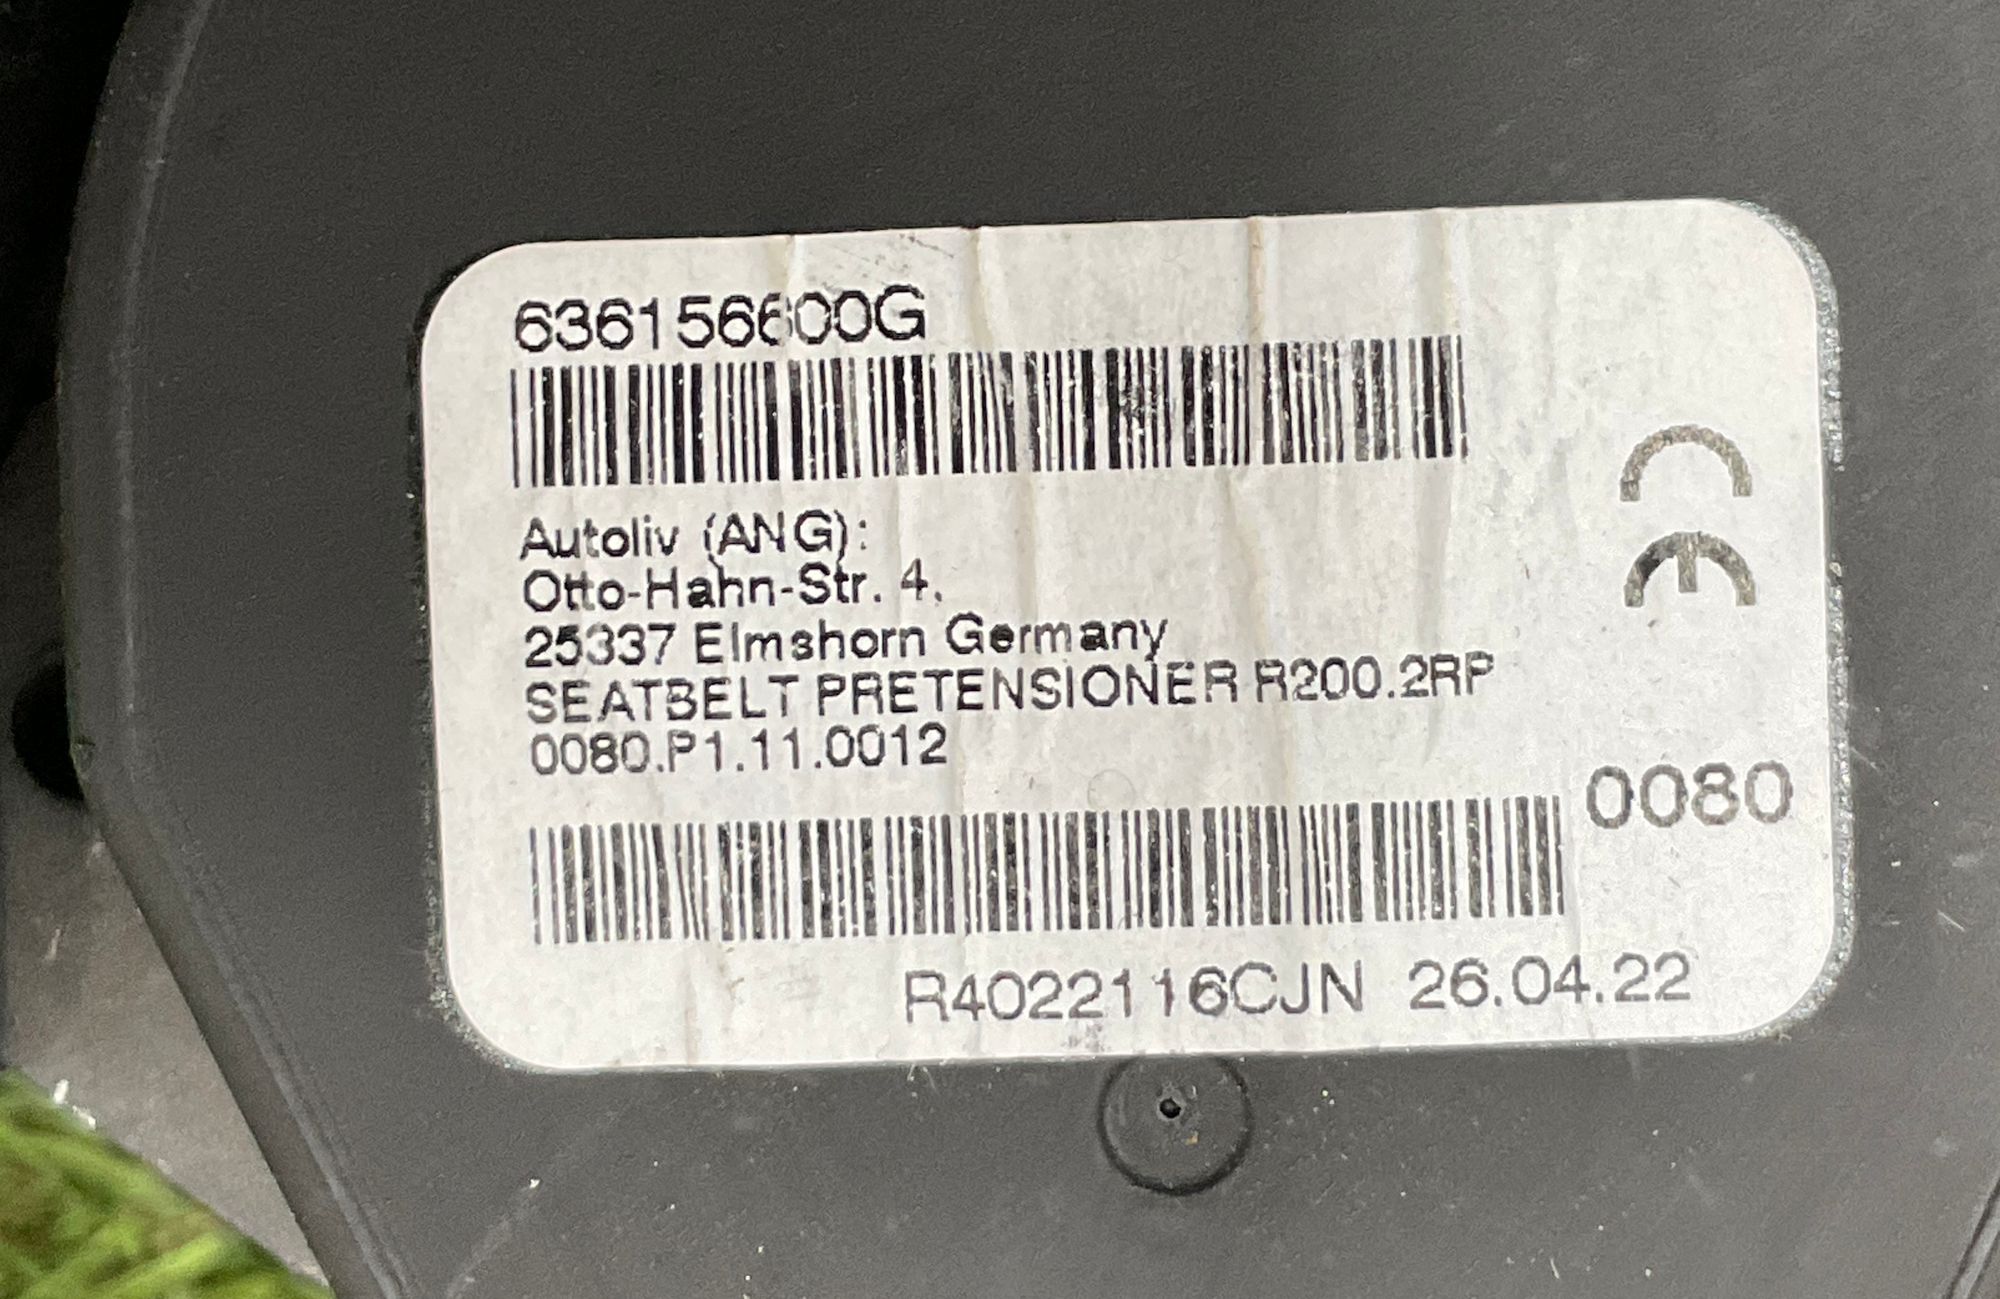 636156600G
Autoliv (ANG):
Otto-Hahn-Str. 4,
25337 Elmshorn Germany
SEATBELT PRETENSIONER R200.2RP
0080.P1.11.0012
CE
0080
R4022116CJN 26.04.22